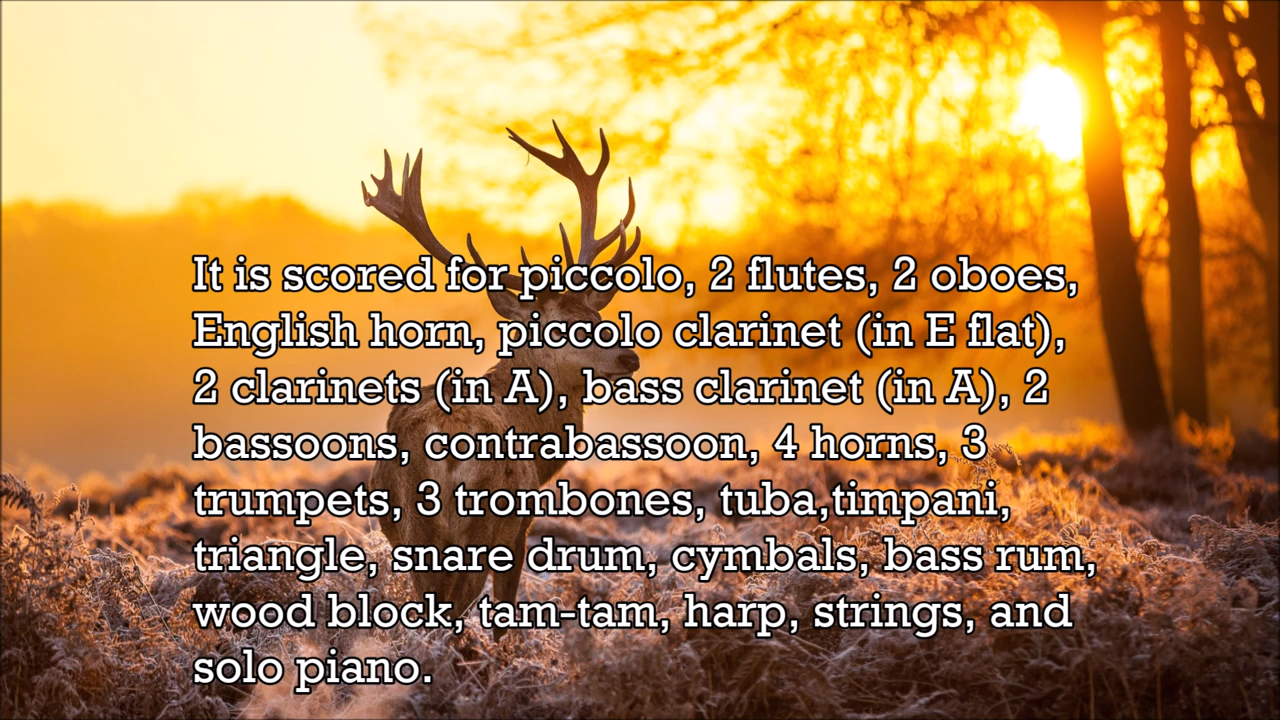 It is scored for piccolo, 2 flutes, 2 oboes,
English horn, piccolo clarinet (in E flat),
2 clarinets (in A), bass clarinet (in A), 2
bassoons, contrabassoon, 4 horns, 3
trumpets, 3 trombones, tuba,timpani,
triangle, snare drum, cymbals, bass rum,
wood block, tam-tam, harp, strings, and
solo piano.